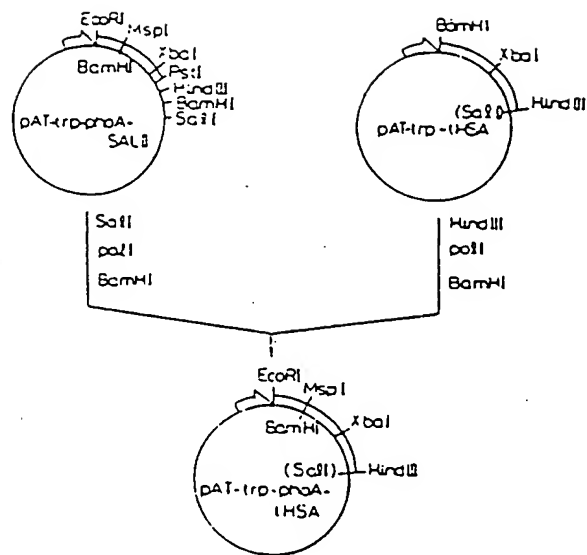 EcoRI
MspI
XbaI
BamHI
PstI
HindIII
BamHI
SalI
pAT-trp-phoA-
SAL II
BamHI
XbaI
(SalI)
HindIII
pAT-trp-tHSA
SalI
polI
BamHI
HindIII
polI
BamHI
EcoRI
MspI
BamHI
XbaI
(SalI)
HindIII
pAT-trp-phoA-
tHSA